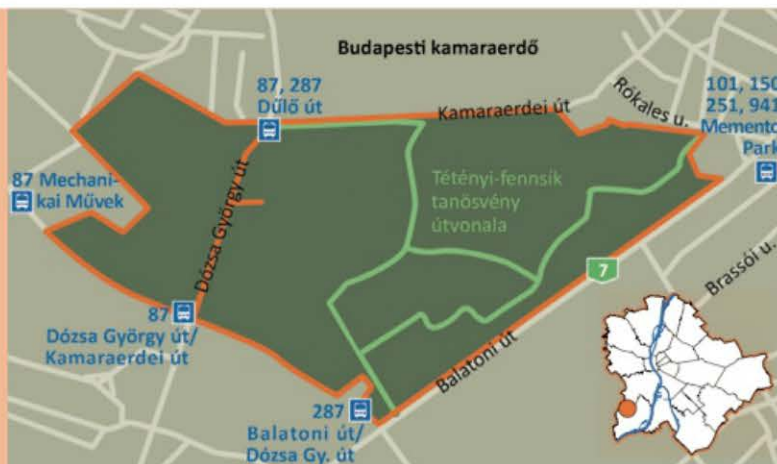 Budapesti kamaraerdő
87, 287
Dűlő út
Kamaraerdei út
Rókales u.
101, 150
251, 941
Memento
Park
87 Mechani-
kai Művek
Dózsa György út
Tétényi-fennsík
tanösvény
útvonala
7
Brassói u.
87
Dózsa György út/
Kamaraerdei út
Balatoni út
287
Balatoni út/
Dózsa Gy. út